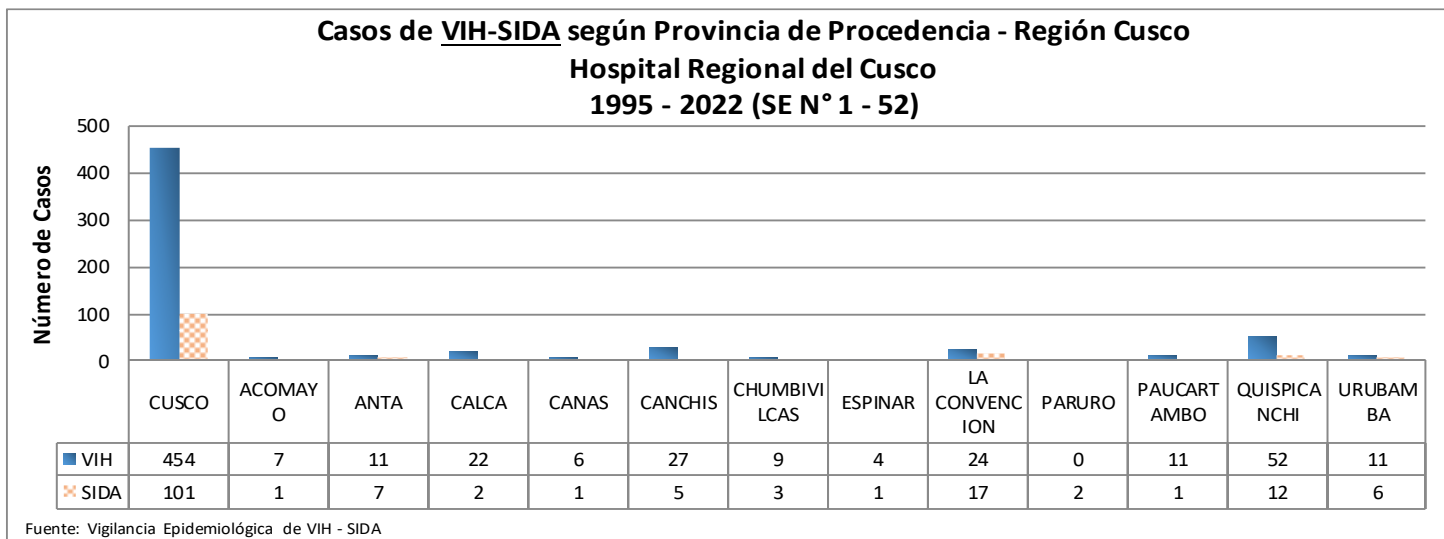 Casos de VIH-SIDA según Provincia de Procedencia - Región Cusco
Hospital Regional del Cusco
1995 - 2022 (SE N° 1 - 52)
Número de Casos
500
400
300
200
100
0
CUSCO
ACOMAY
O
ANTA
CALCA
CANAS
CANCHIS
CHUMBIVI
LCAS
ESPINAR
LA
CONVENC
ION
PARURO
PAUCART
AMBO
QUISPICA
NCHI
URUBAM
BA
VIH 454 7 11 22 6 27 9 4 24 0 11 52 11
SIDA 101 1 7 2 1 5 3 1 17 2 1 12 6
Fuente: Vigilancia Epidemiológica de VIH - SIDA